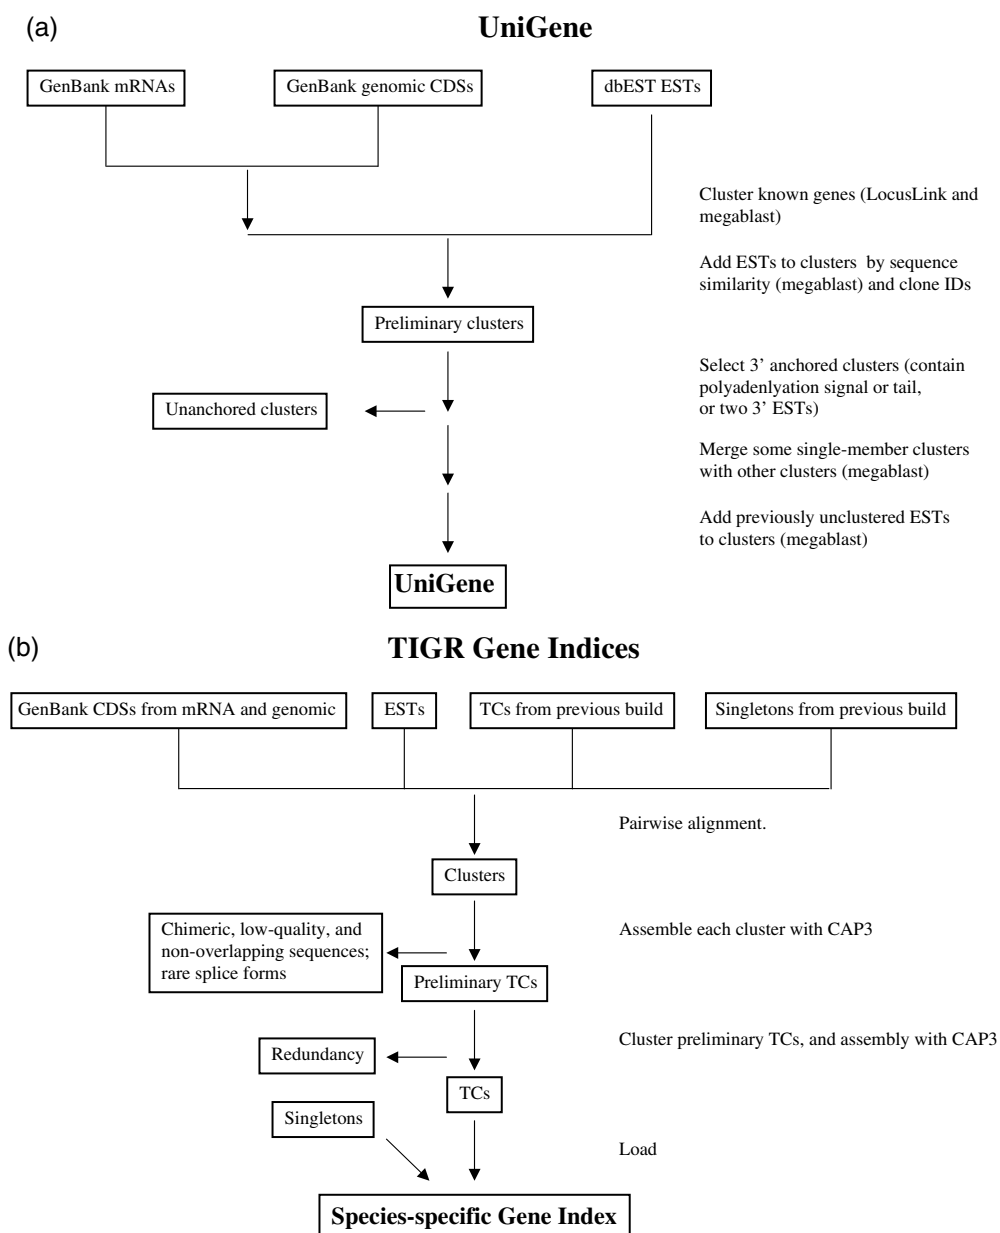 (a)
UniGene
GenBank mRNAs
GenBank genomic CDSs
dbEST ESTs
Cluster known genes (LocusLink and
megablast)
Add ESTs to clusters by sequence
similarity (megablast) and clone IDs
Preliminary clusters
Select 3’ anchored clusters (contain
polyadenlyation signal or tail,
or two 3’ ESTs)
Unanchored clusters
Merge some single-member clusters
with other clusters (megablast)
Add previously unclustered ESTs
to clusters (megablast)
UniGene
(b)
TIGR Gene Indices
GenBank CDSs from mRNA and genomic
ESTs
TCs from previous build
Singletons from previous build
Pairwise alignment.
Clusters
Chimeric, low-quality, and
non-overlapping sequences;
rare splice forms
Assemble each cluster with CAP3
Preliminary TCs
Cluster preliminary TCs, and assembly with CAP3
Redundancy
TCs
Singletons
Load
Species-specific Gene Index